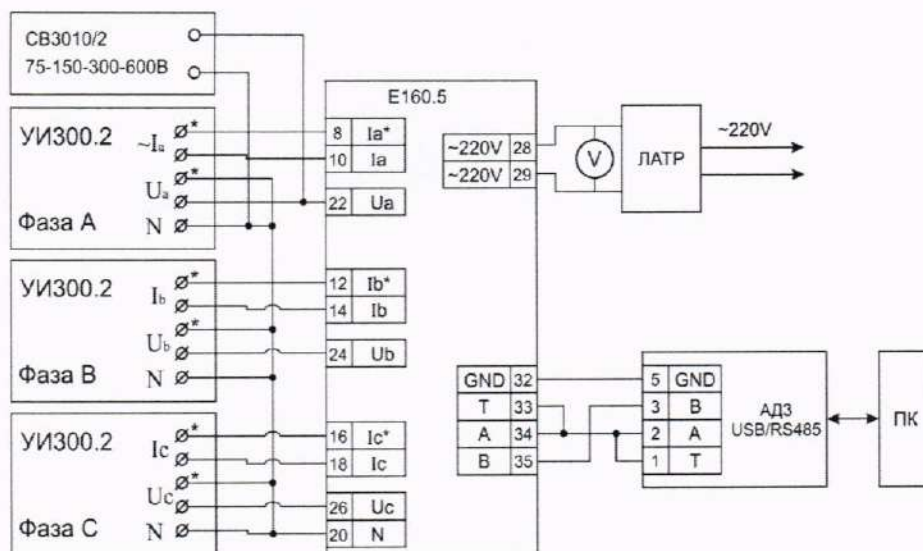 СВ3010/2
75-150-300-600В
УИ300.2
~Ia
*
Ua
*
Фаза А
N
УИ300.2
Ib
*
Ub
*
Фаза В
N
УИ300.2
Ic
*
Uc
*
Фаза С
N
E160.5
8 Ia*
10 Ia
22 Ua
12 Ib*
14 Ib
24 Ub
16 Ic*
18 Ic
26 Uc
20 N
~220V 28
~220V 29
V
ЛАТР
~220V
GND 32
T 33
A 34
B 35
5 GND
3 B
2 A
1 T
АД3
USB/RS485
ПК